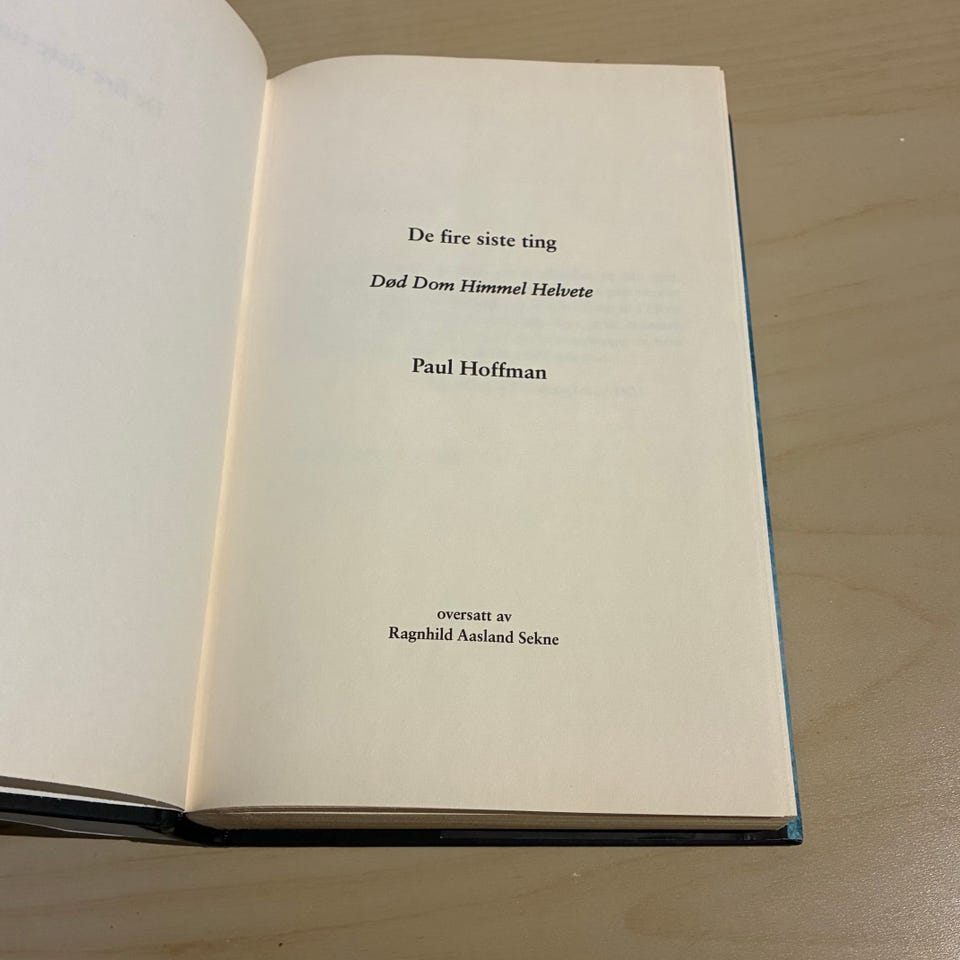 De fire siste ting
Død Dom Himmel Helvete
Paul Hoffman
oversatt av
Ragnhild Aasland Sekne